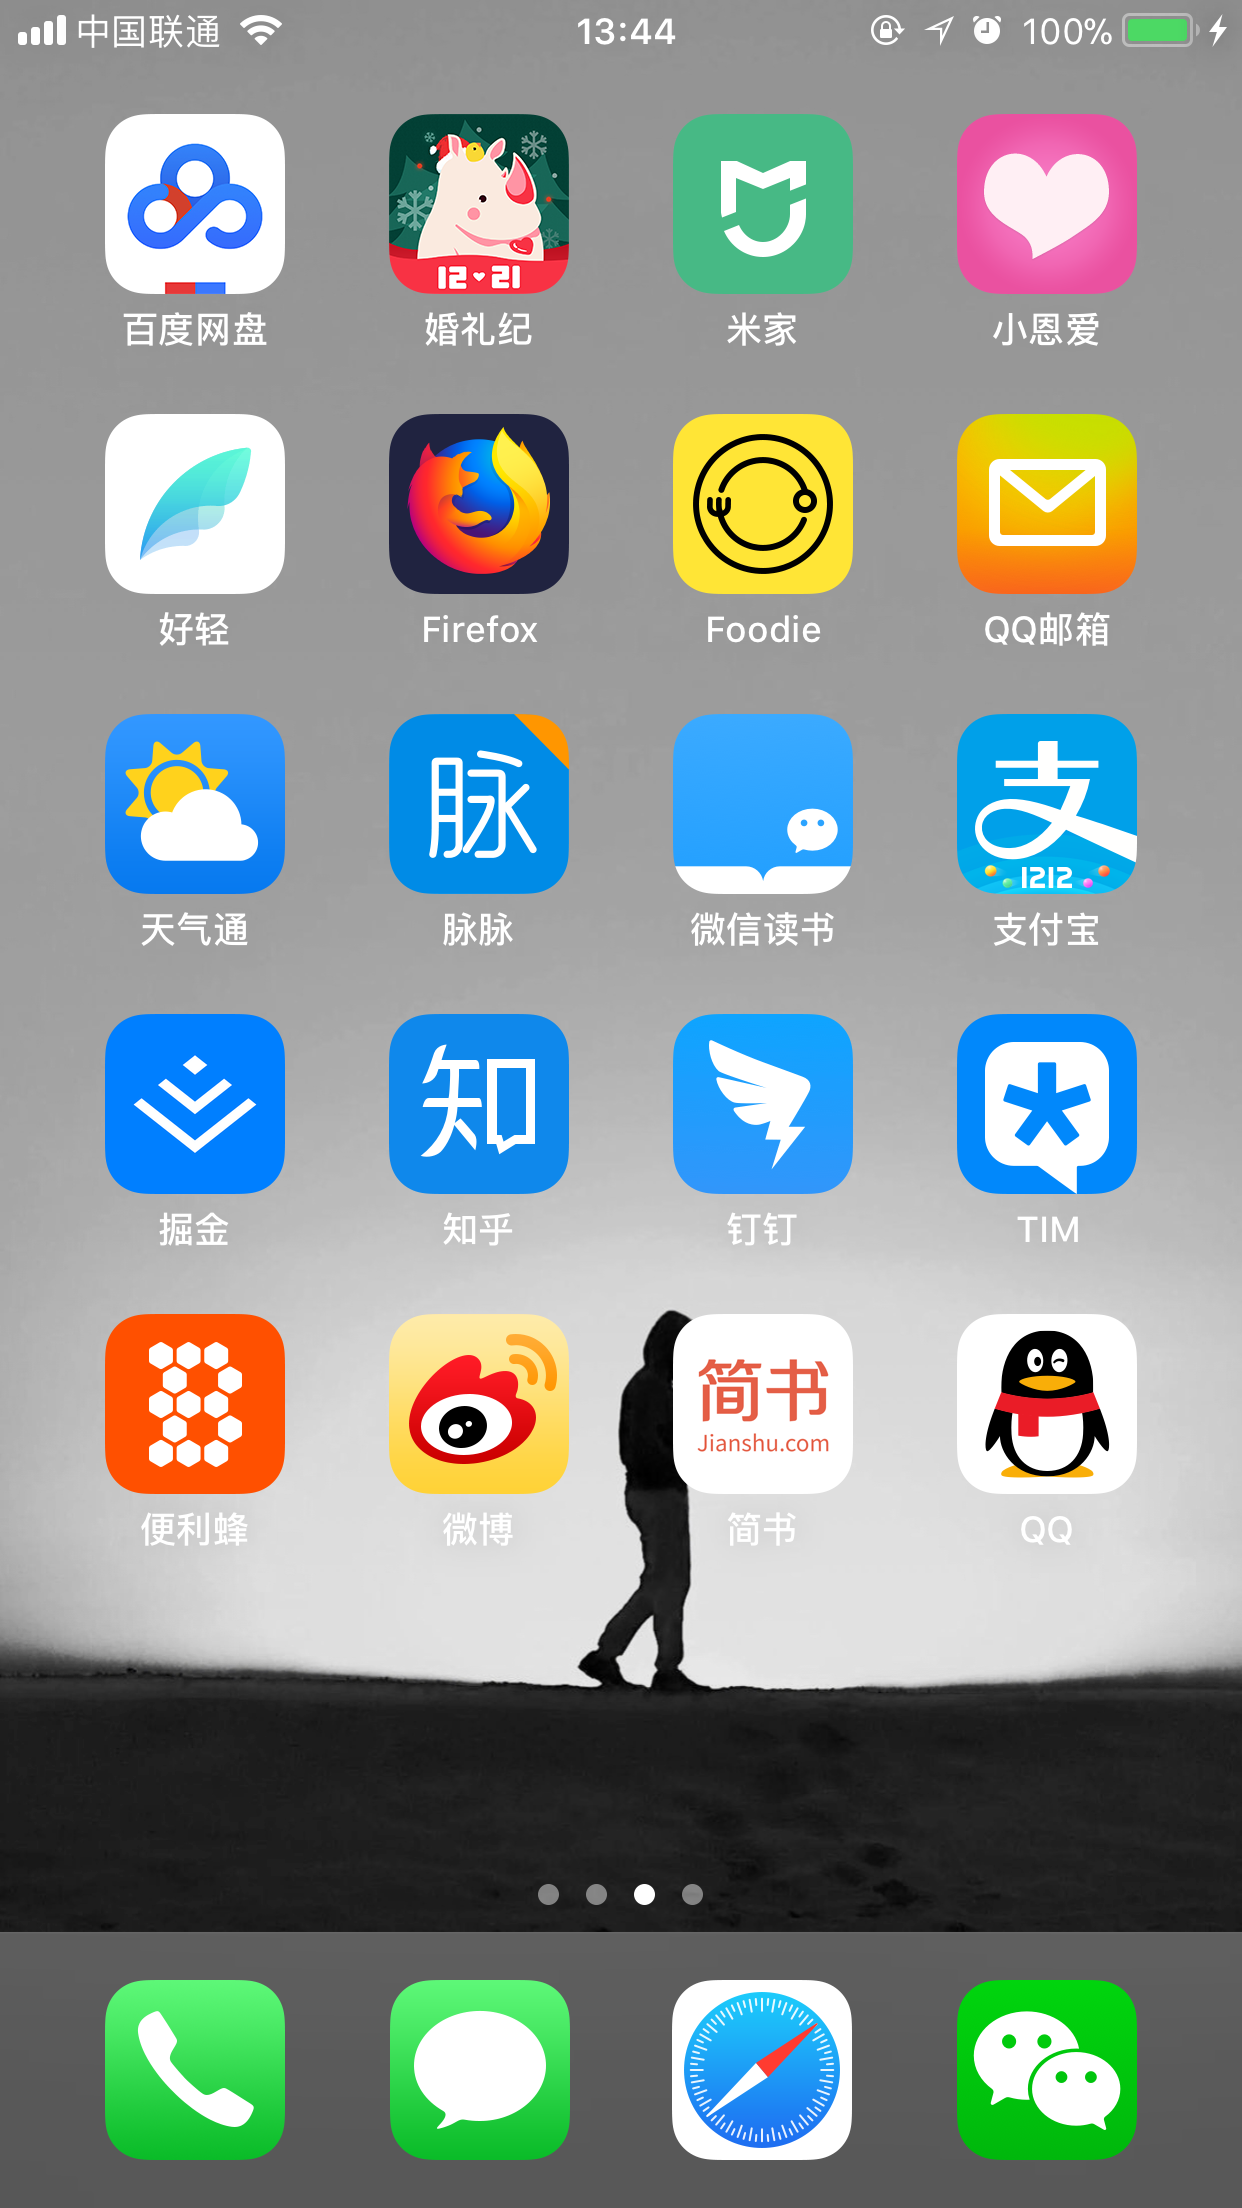 中国联通 13:44 100%
12 21
百度网盘 婚礼纪 米家 小恩爱
好轻 Firefox Foodie QQ邮箱
脉 支
1212
天气通 脉脉 微信读书 支付宝
知
掘金 知乎 钉钉 TIM
简书
Jianshu.com
便利蜂 微博 简书 QQ